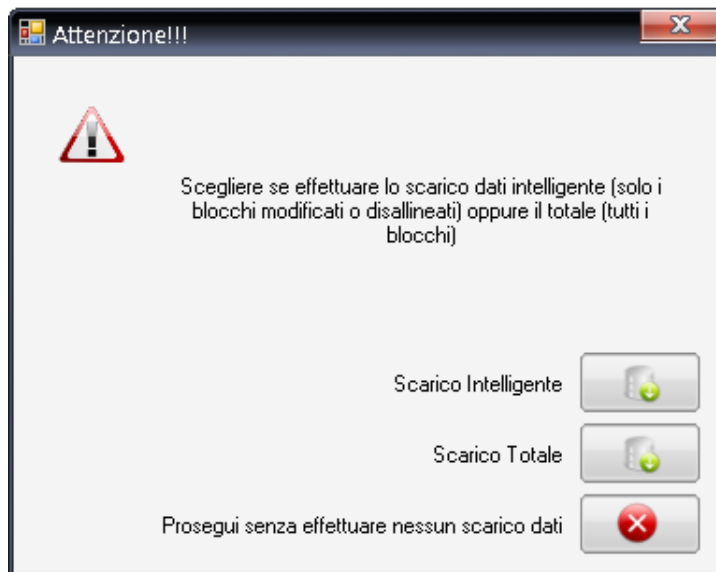 Attenzione!!!
Scegliere se effettuare lo scarico dati intelligente (solo i
blocchi modificati o disallineati) oppure il totale (tutti i
blocchi)
Scarico Intelligente
Scarico Totale
Prosegui senza effettuare nessun scarico dati